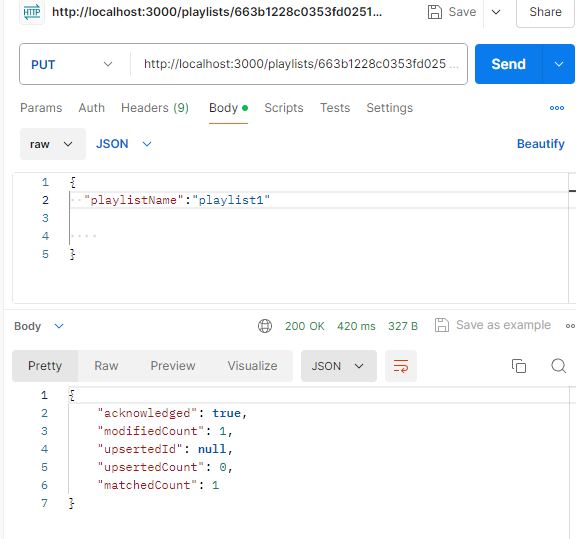 HTTP http://localhost:3000/playlists/663b1228c0353fd0251... Save Share
PUT http://localhost:3000/playlists/663b1228c0353fd025 ... Send
Params Auth Headers (9) Body Scripts Tests Settings
raw JSON Beautify
1 {
2 "playlistName":"playlist1"
3
4
5 }
Body 200 OK 420 ms 327 B Save as example
Pretty Raw Preview Visualize JSON
1 {
2 "acknowledged": true,
3 "modifiedCount": 1,
4 "upsertedId": null,
5 "upsertedCount": 0,
6 "matchedCount": 1
7 }